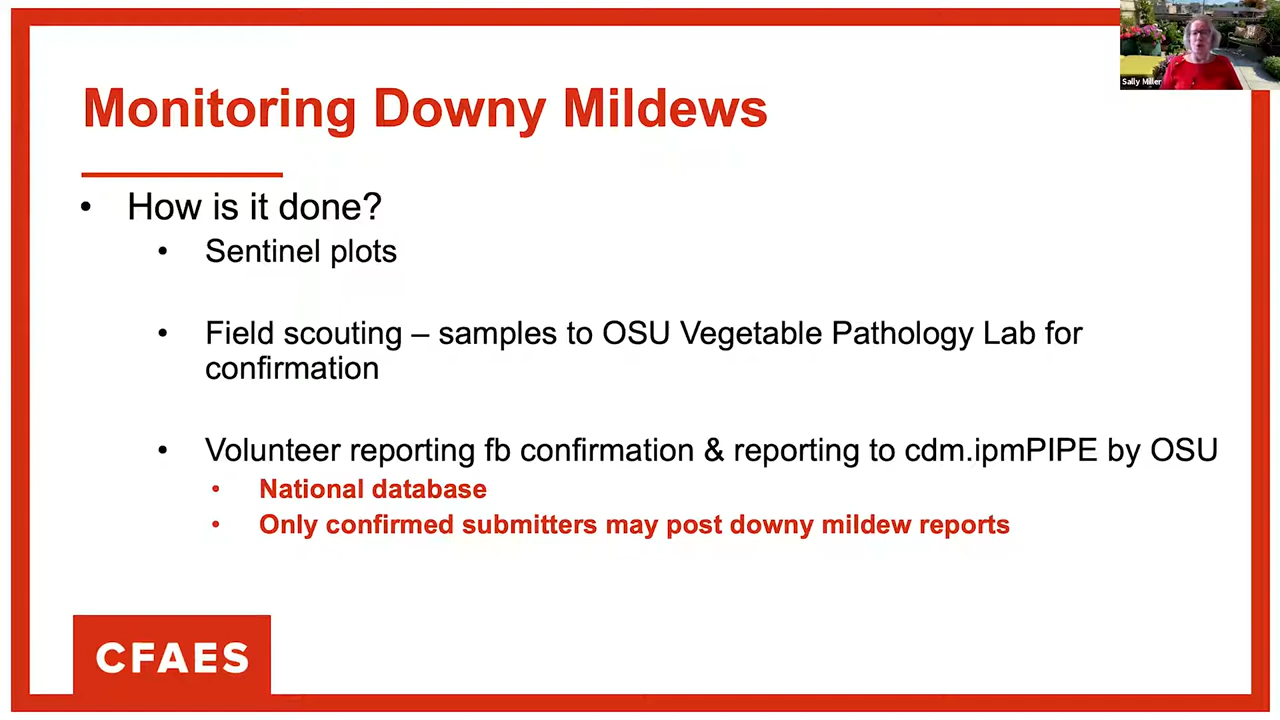 Sally Miller
Monitoring Downy Mildews
• How is it done?
• Sentinel plots
• Field scouting – samples to OSU Vegetable Pathology Lab for
confirmation
• Volunteer reporting fb confirmation & reporting to cdm.ipmPIPE by OSU
• National database
• Only confirmed submitters may post downy mildew reports
CFAES